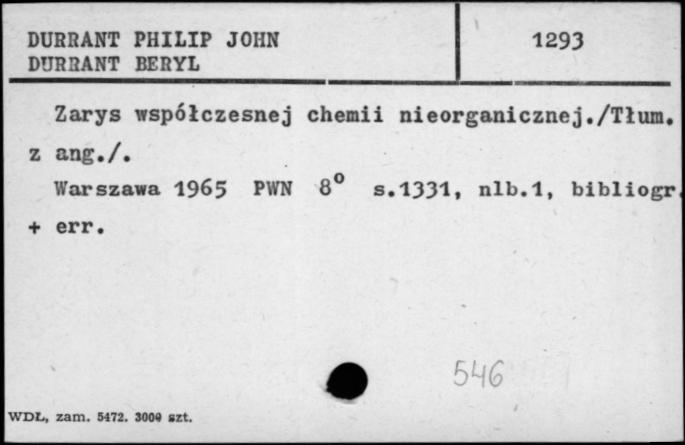 DURRANT PHILIP JOHN 1293
DURRANT BERYL
Zarys współczesnej chemii nieorganicznej./Tłum.
z ang./.
Warszawa 1965 PWN 8° s.1331, nlb.1, bibliogr.
+ err.
546
WDŁ, zam. 5472. 3000 szt.